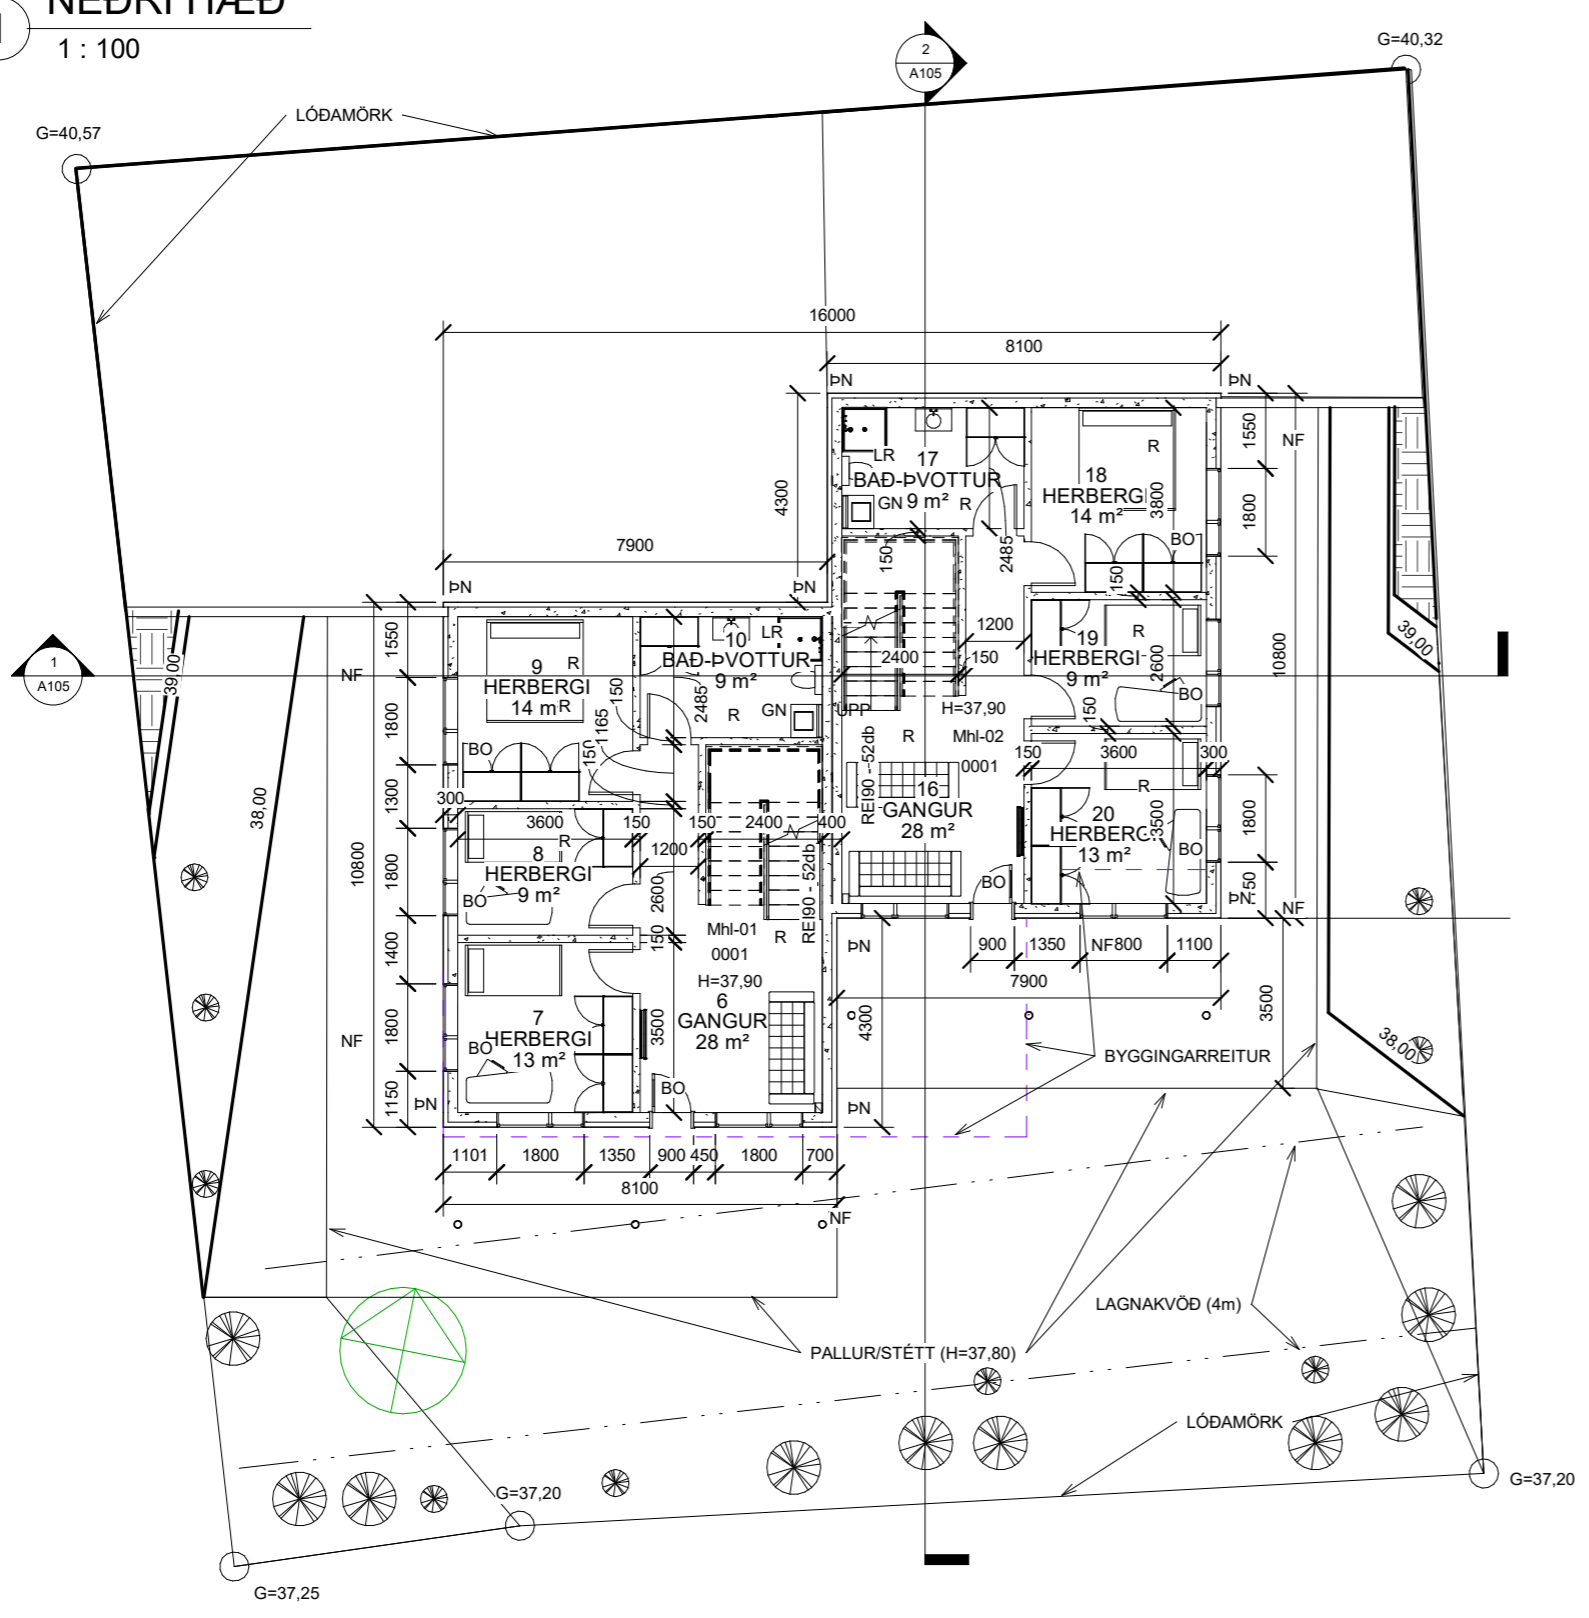 NEÐRI HÆÐ
1 : 100
2
A105
G=40,32
LÓÐAMÖRK
G=40,57
16000
8100
ÞN
ÞN
4300
7900
ÞN
ÞN
1550
NF
1800
10800
LR
17
BAÐ-ÞVOTTUR
9 m²
GN
R
R
18
HERBERGI
14 m²
3800
BO
150
2485
150
1200
2400
150
19
HERBERGI
9 m²
R
2600
BO
150
39,00
1
A105
39,00
NF
1550
1800
1300
1800
1400
1800
1150
10800
9
HERBERGI
14 m²
R
R
BO
150
1165
150
10
BAÐ-ÞVOTTUR
9 m²
LR
R
GN
2485
UPP
H=37,90
Mhl-02
0001
R
REI90 - 52db
16
GANGUR
28 m²
BO
150
3600
300
R
20
HERBERGI
13 m²
3500
BO
1800
ÞN
NF
38,00
300
3600
150
150
2400
400
1200
8
HERBERGI
9 m²
R
BO
2600
150
REI90 - 52db
Mhl-01
0001
R
H=37,90
6
GANGUR
28 m²
7
HERBERGI
13 m²
BO
3500
BO
NF
ÞN
ÞN
ÞN
4300
900
1350
NF
800
1100
7900
3500
BYGGINGARREITUR
38,00
1101
1800
1350
900
450
1800
700
8100
NF
LAGNAKVÖÐ (4m)
PALLUR/STÉTT (H=37,80)
LÓÐAMÖRK
G=37,20
G=37,20
G=37,25